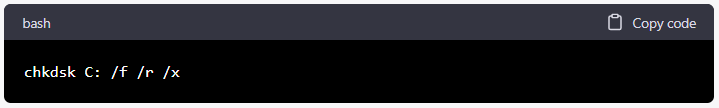 bash
Copy code
chkdsk C: /f /r /x